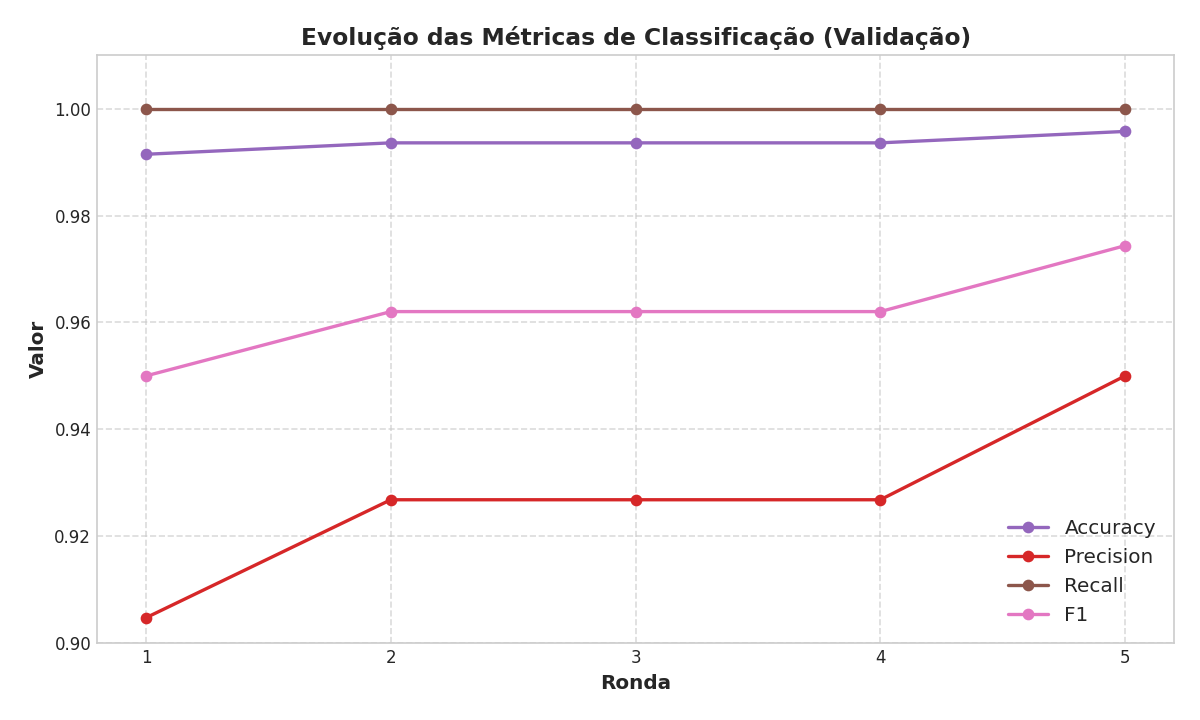 Evolução das Métricas de Classificação (Validação)
1.00
0.98
0.96
0.94
0.92
0.90
Valor
1 2 3 4 5
Ronda
Accuracy
Precision
Recall
F1